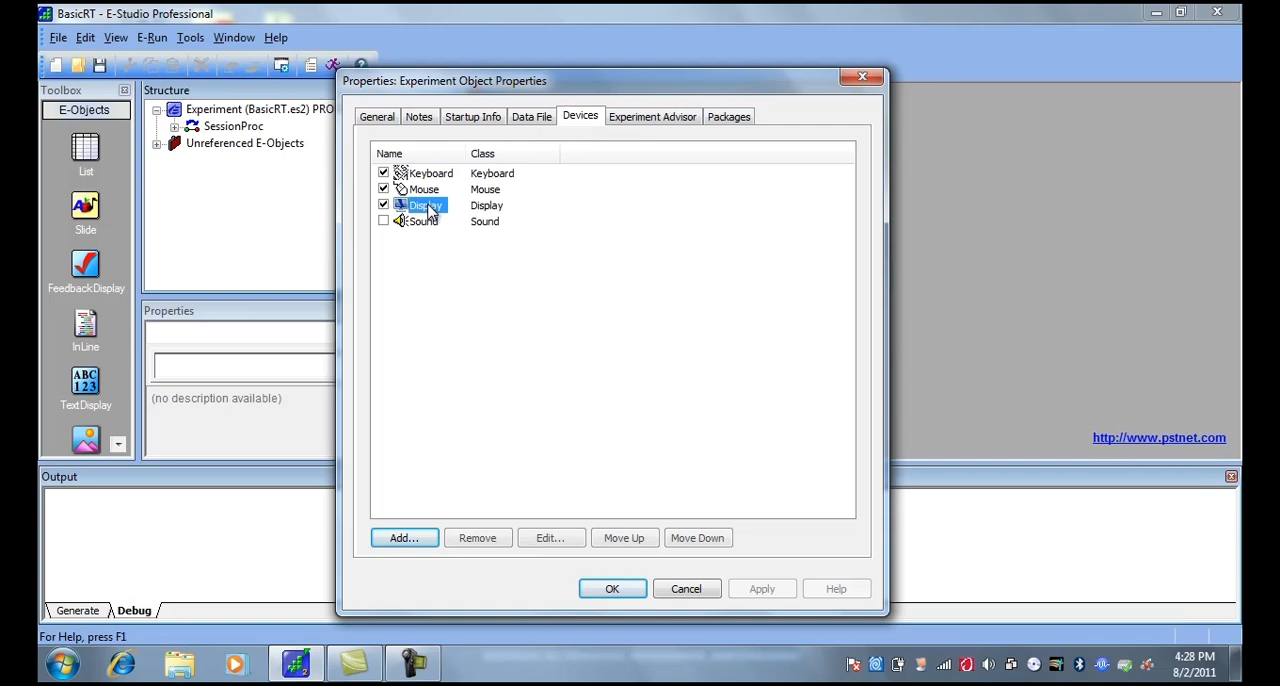 BasicRT - E-Studio Professional
File Edit View E-Run Tools Window Help
Toolbox
E-Objects
List
Slide
FeedbackDisplay
InLine
ABC
123
TextDisplay
Structure
Experiment (BasicRT.es2) PRO
SessionProc
Unreferenced E-Objects
Properties
(no description available)
Properties: Experiment Object Properties
General Notes Startup Info Data File Devices Experiment Advisor Packages
Name Class
Keyboard Keyboard
Mouse Mouse
Display Display
Sound Sound
Add... Remove Edit... Move Up Move Down
OK Cancel Apply Help
http://www.pstnet.com
Output
Generate Debug
For Help, press F1
4:28 PM
8/2/2011